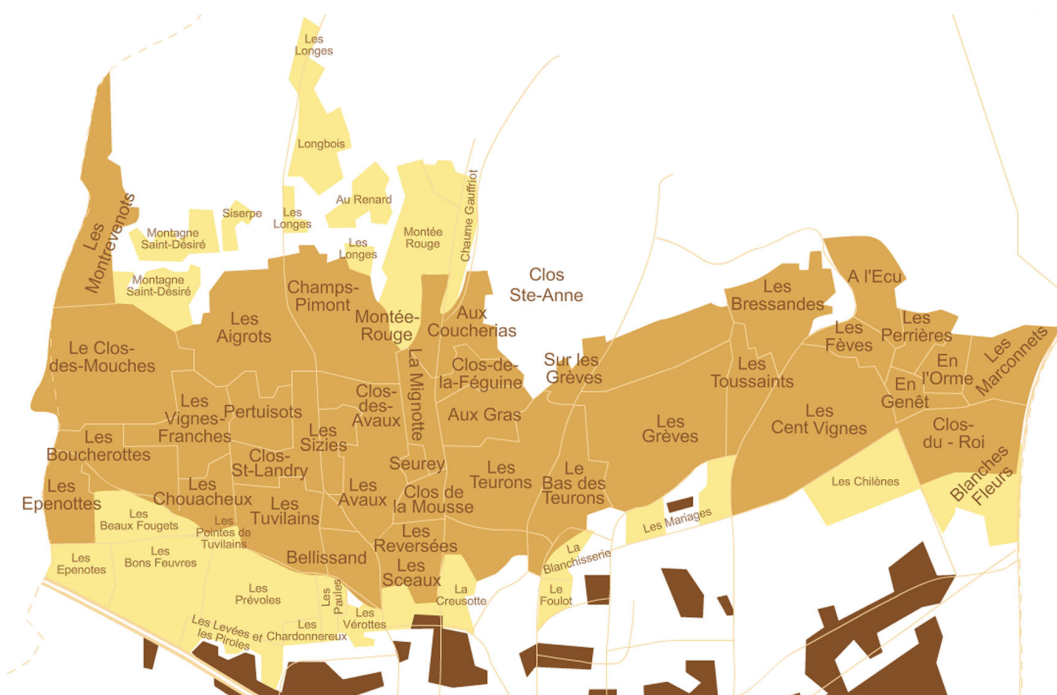 Les
Longes
Longbois
Au Renard
Siserpe
Les
Longes
Montagne
Saint-Désiré
Montée
Rouge
Chaume Gauffriot
Les
Longes
Les
Montrevenots
Montagne
Saint-Désiré
Clos
Ste-Anne
Champs-
Pimont
Les
Aigrots
Montée-
Rouge
Aux
Coucherias
Les
Bressandes
A l'Ecu
Les
Fèves
Les
Perrières
Le Clos-
des-Mouches
La Mignotte
Clos-de-
la-Féguine
Sur les
Grèves
Les
Toussaints
En
l'Orme
Les
Marconnets
En
Genêt
Les
Vignes-
Franches
Pertuisots
Clos-
des-
Avaux
Aux Gras
Les
Sizies
Les
Grèves
Les
Cent Vignes
Clos-
du - Roi
Les
Boucherottes
Clos-
St-Landry
Seurey
Les
Teurons
Le
Bas des
Teurons
Les Chilènes
Blanches
Fleurs
Les
Epenottes
Les
Chouacheux
Les
Tuvilains
Les
Avaux
Clos de
la Mousse
Les
Beaux Fougets
Les
Pointes de
Tuvilains
Les Mariages
Les
Reversées
Bellissand
Les
Sceaux
La
Blanchisserie
Les
Epenotes
Les
Bons Feuvres
Les
Prévoles
Les
Paules
La
Creusotte
Le
Foulot
Les
Vérottes
Les Levées et
les Piroles
Les
Chardonnereux